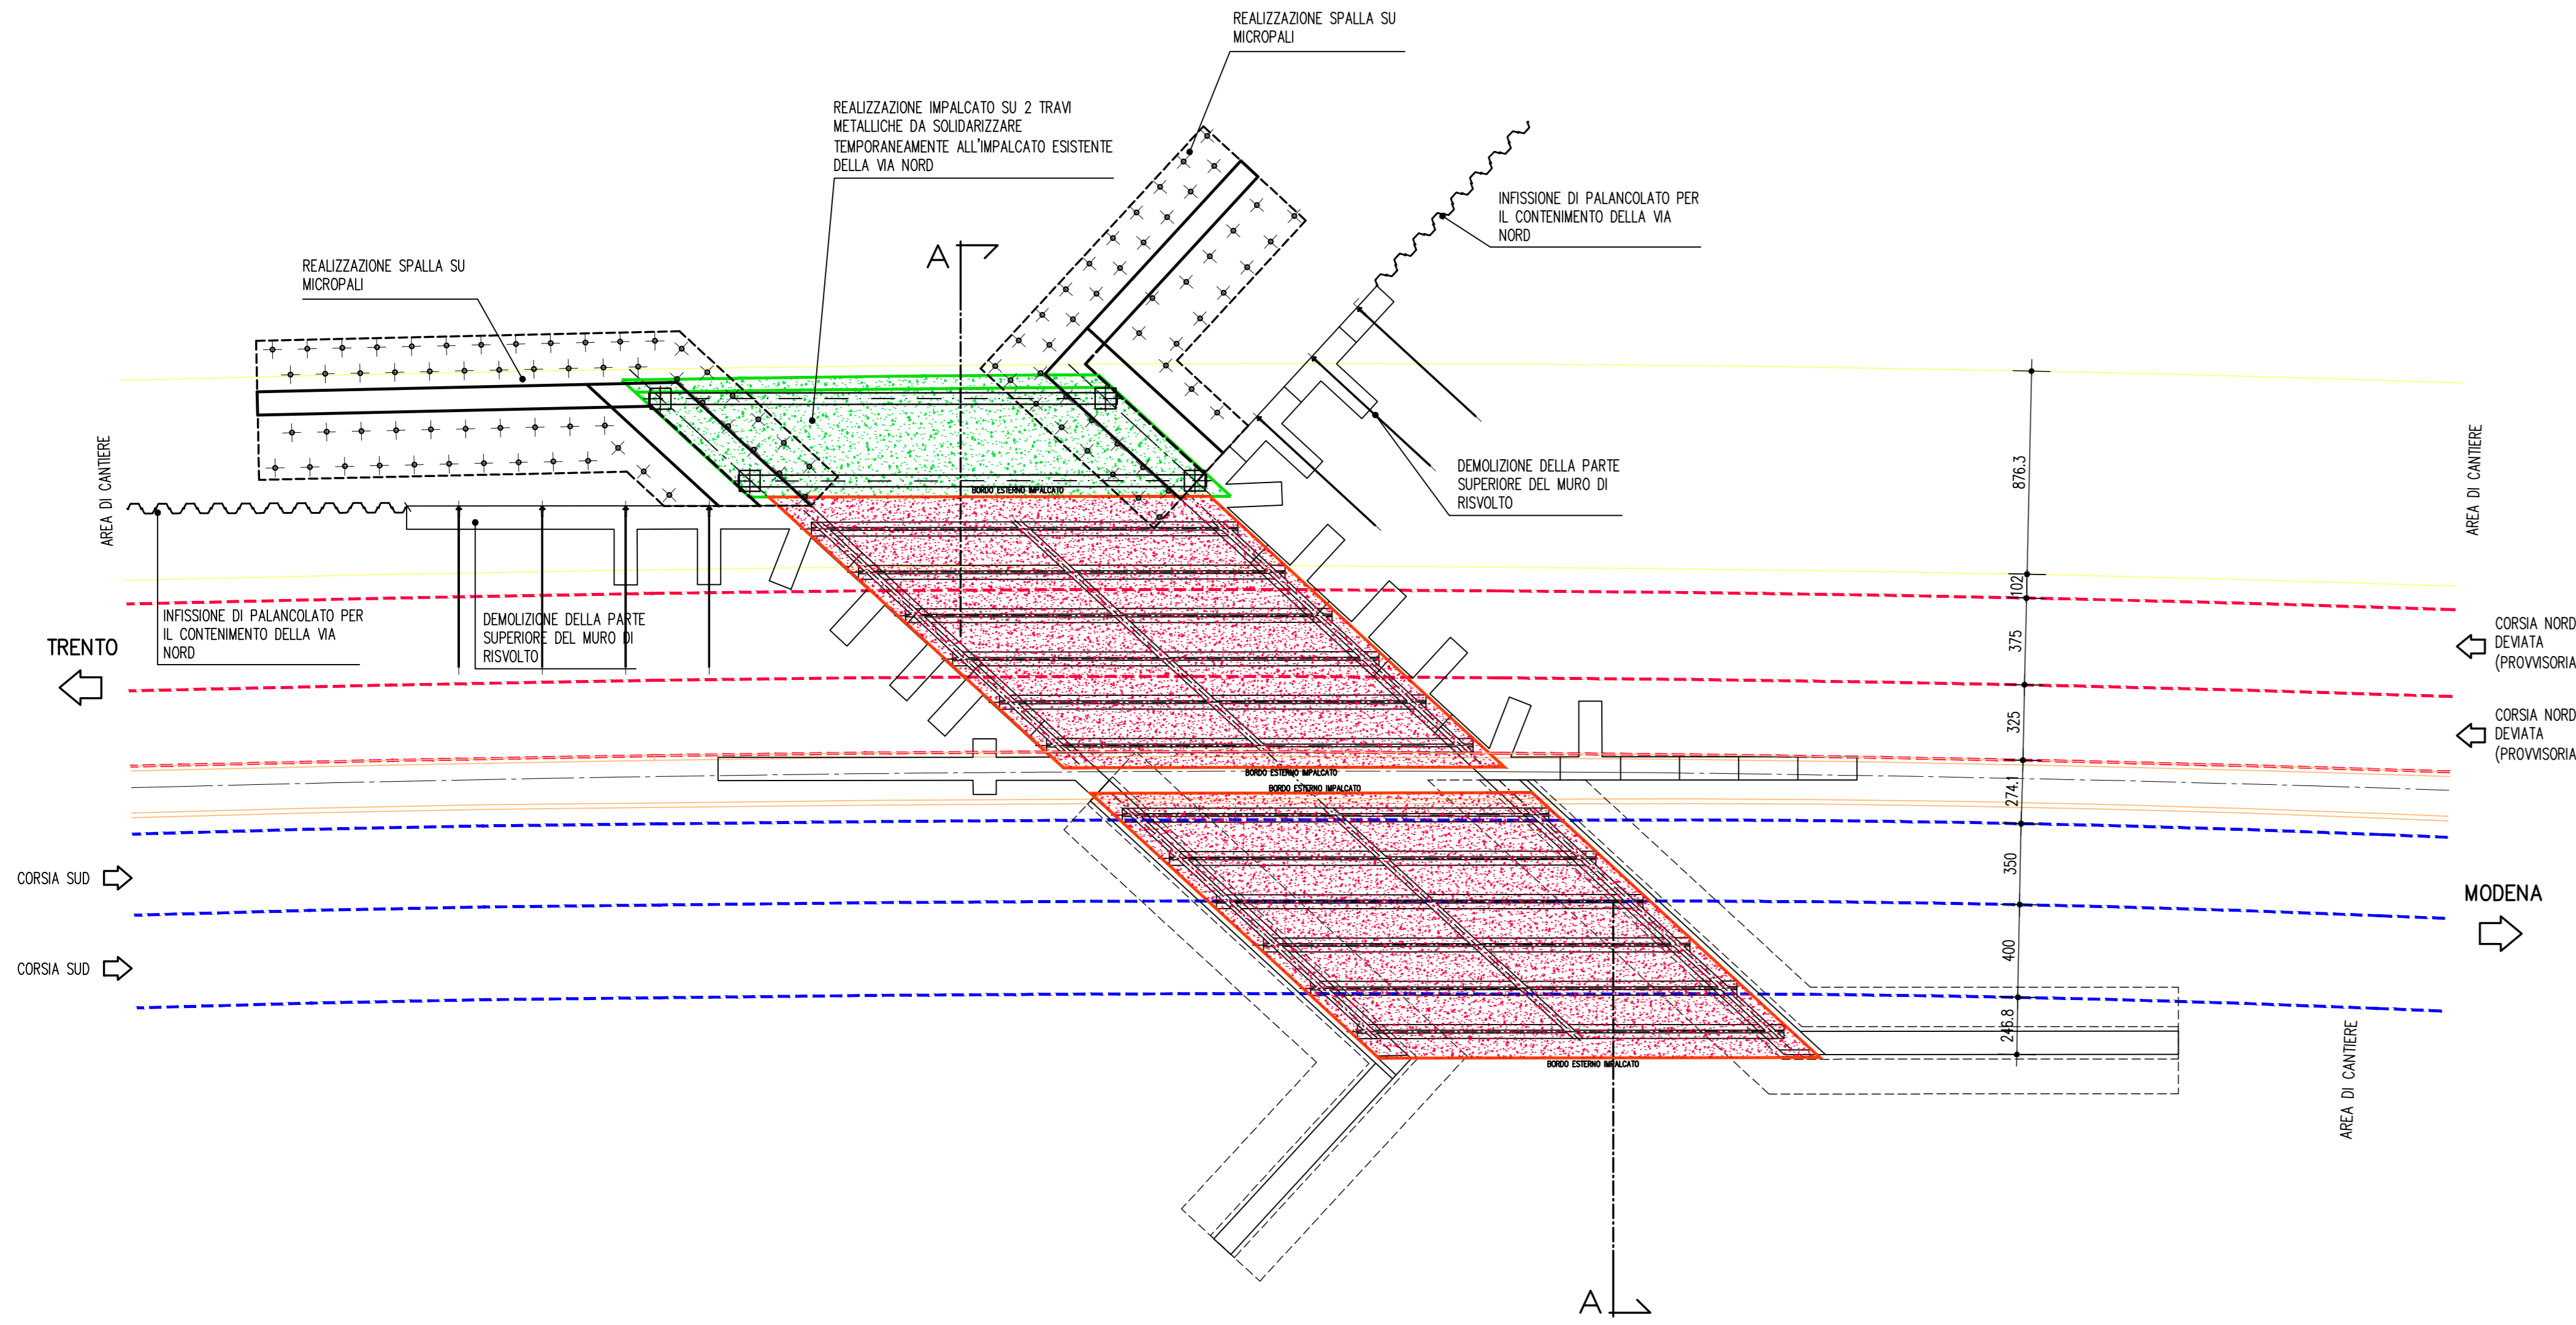 REALIZZAZIONE SPALLA SU
MICROPALI
REALIZZAZIONE IMPALCATO SU 2 TRAVI
METALLICHE DA SOLIDARIZZARE
TEMPORANEAMENTE ALL'IMPALCATO ESISTENTE
DELLA VIA NORD
INFISSIONE DI PALANCOLATO PER
IL CONTENIMENTO DELLA VIA
NORD
A
REALIZZAZIONE SPALLA SU
MICROPALI
AREA DI CANTIERE
AREA DI CANTIERE
DEMOLIZIONE DELLA PARTE
SUPERIORE DEL MURO DI
RISVOLTO
876.3
BORDO ESTERNO IMPALCATO
102
INFISSIONE DI PALANCOLATO PER
IL CONTENIMENTO DELLA VIA
NORD
DEMOLIZIONE DELLA PARTE
SUPERIORE DEL MURO DI
RISVOLTO
TRENTO
375
CORSIA NORD
DEVIATA
(PROVVISORIA
325
CORSIA NORD
DEVIATA
(PROVVISORIA
BORDO ESTERNO IMPALCATO
BORDO ESTERNO IMPALCATO
274.1
CORSIA SUD
350
MODENA
CORSIA SUD
400
246.8
BORDO ESTERNO IMPALCATO
AREA DI CANTIERE
A